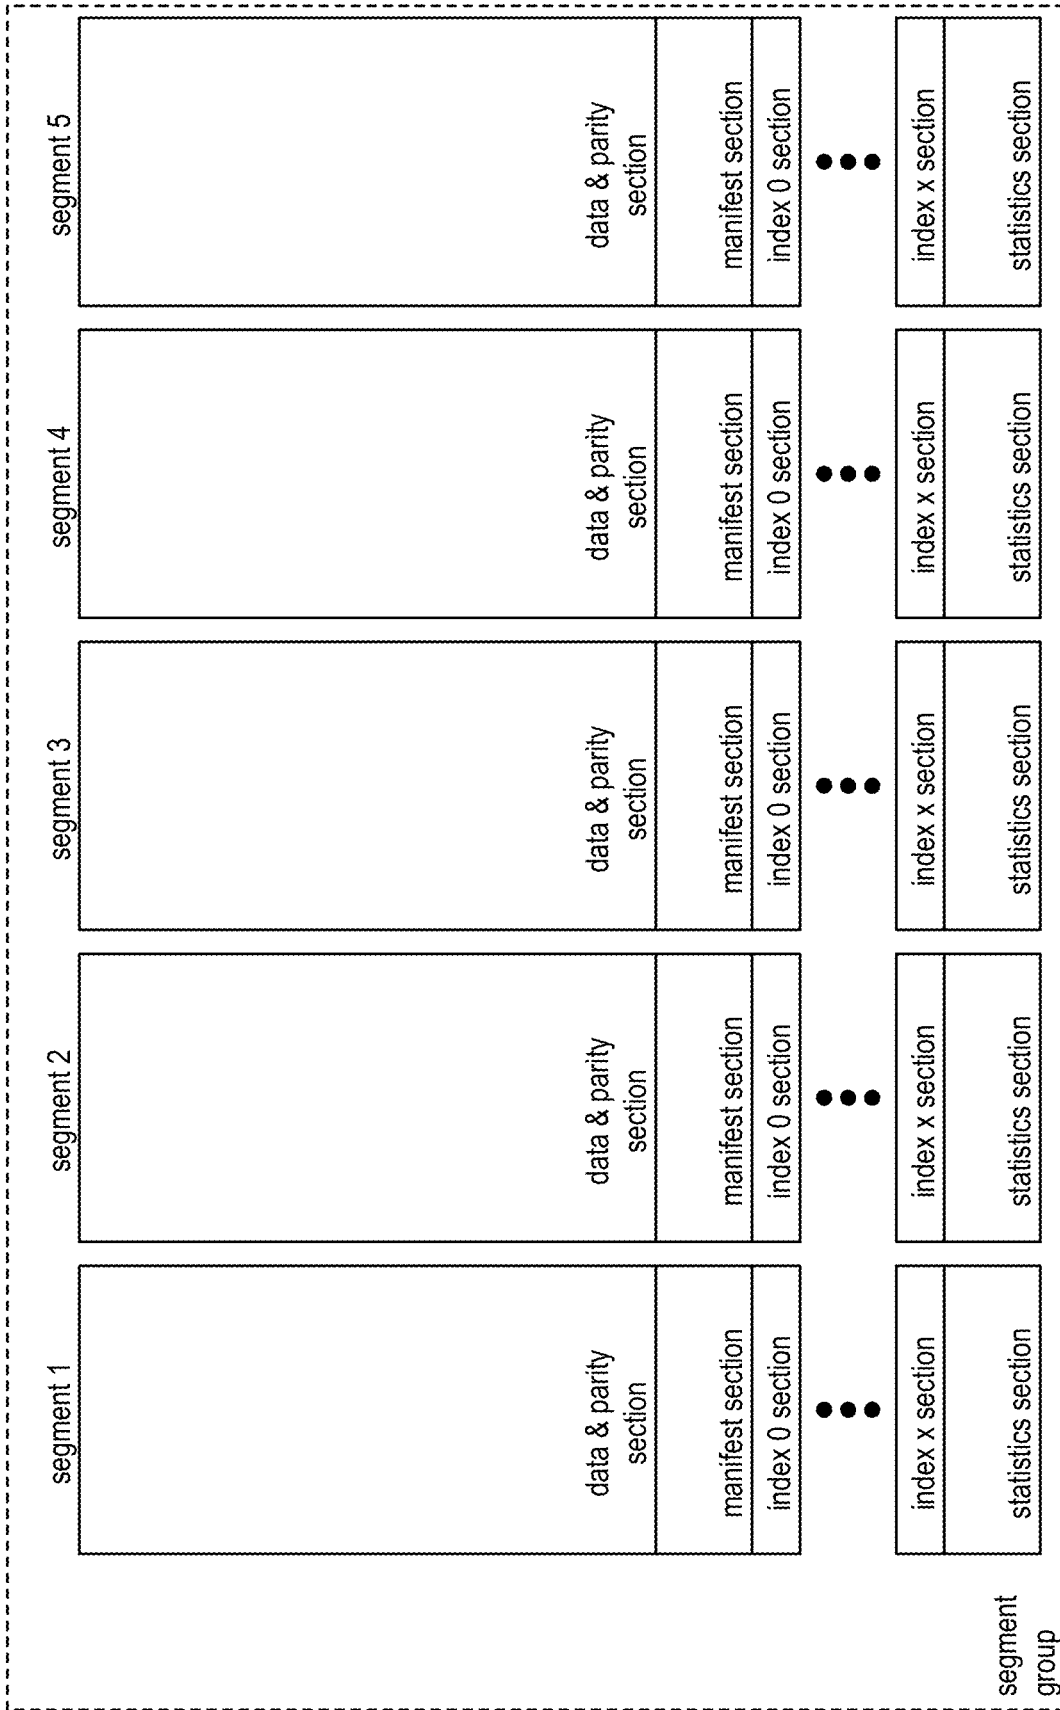 segment 1
data & parity
section
manifest section
index 0 section
index x section
statistics section
segment 2
data & parity
section
manifest section
index 0 section
index x section
statistics section
segment 3
data & parity
section
manifest section
index 0 section
index x section
statistics section
segment 4
data & parity
section
manifest section
index 0 section
index x section
statistics section
segment 5
data & parity
section
manifest section
index 0 section
index x section
statistics section
segment
group